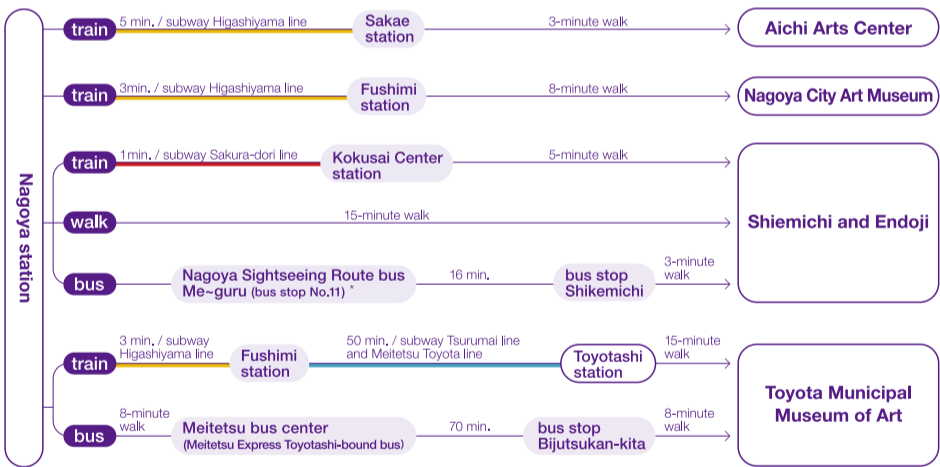 Nagoya station
train
5 min. / subway Higashiyama line
Sakae
station
3-minute walk
Aichi Arts Center
train
3min. / subway Higashiyama line
Fushimi
station
8-minute walk
Nagoya City Art Museum
train
1min. / subway Sakura-dori line
Kokusai Center
station
5-minute walk
walk
15-minute walk
Shiemichi and Endoji
bus
Nagoya Sightseeing Route bus
Me~guru (bus stop No.11) *
16 min.
bus stop
Shikemichi
3-minute
walk
train
3 min. / subway
Higashiyama line
Fushimi
station
50 min. / subway Tsurumai line
and Meitetsu Toyota line
Toyotashi
station
15-minute
walk
Toyota Municipal
Museum of Art
bus
8-minute
walk
Meitetsu bus center
(Meitetsu Express Toyotashi-bound bus)
70 min.
bus stop
Bijutsukan-kita
8-minute
walk